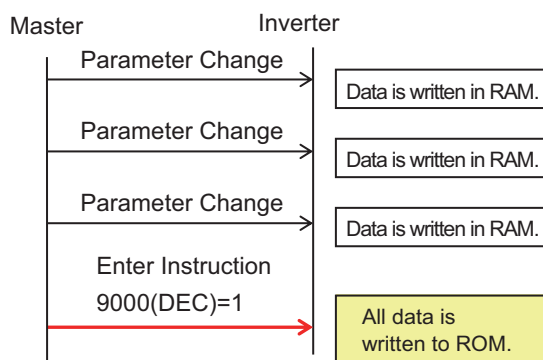 Master
Inverter
Parameter Change
Data is written in RAM.
Parameter Change
Data is written in RAM.
Parameter Change
Data is written in RAM.
Enter Instruction
9000(DEC)=1
All data is
written to ROM.